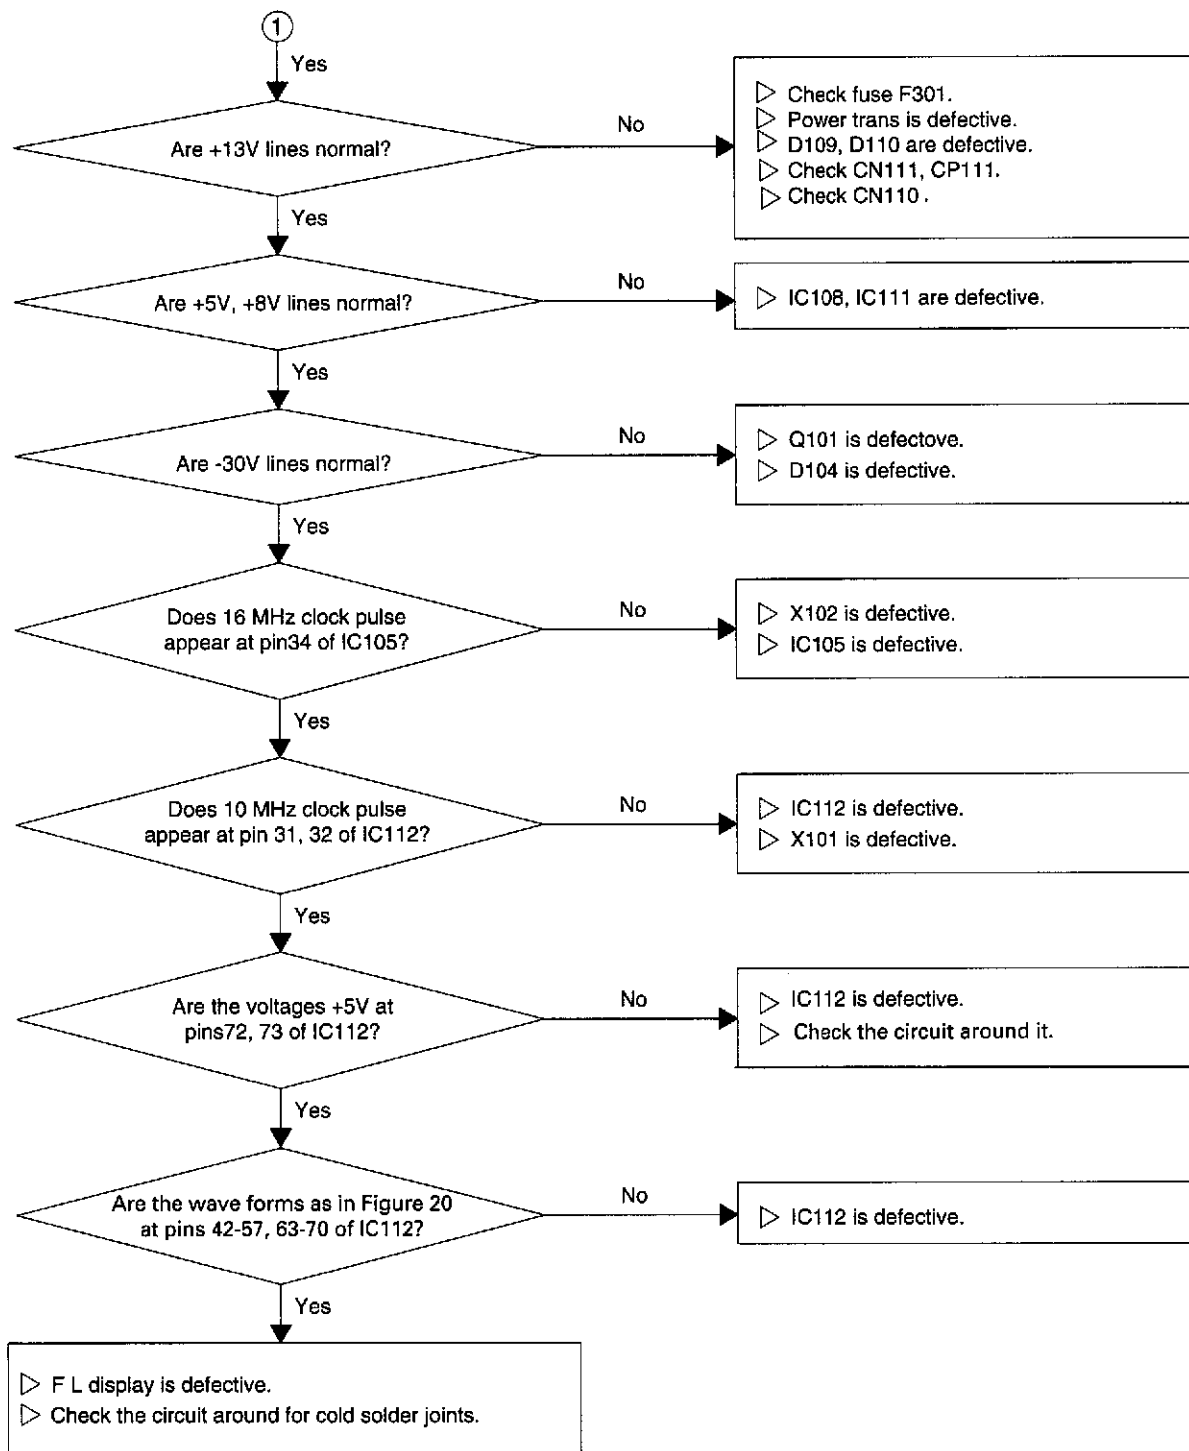 1
Yes
Are +13V lines normal?
No
▷ Check fuse F301.
▷ Power trans is defective.
▷ D109, D110 are defective.
▷ Check CN111, CP111.
▷ Check CN110 .
Yes
Are +5V, +8V lines normal?
No
▷ IC108, IC111 are defective.
Yes
Are -30V lines normal?
No
▷ Q101 is defectove.
▷ D104 is defective.
Yes
Does 16 MHz clock pulse
appear at pin34 of IC105?
No
▷ X102 is defective.
▷ IC105 is defective.
Yes
Does 10 MHz clock pulse
appear at pin 31, 32 of IC112?
No
▷ IC112 is defective.
▷ X101 is defective.
Yes
Are the voltages +5V at
pins72, 73 of IC112?
No
▷ IC112 is defective.
▷ Check the circuit around it.
Yes
Are the wave forms as in Figure 20
at pins 42-57, 63-70 of IC112?
No
▷ IC112 is defective.
Yes
▷ F L display is defective.
▷ Check the circuit around for cold solder joints.